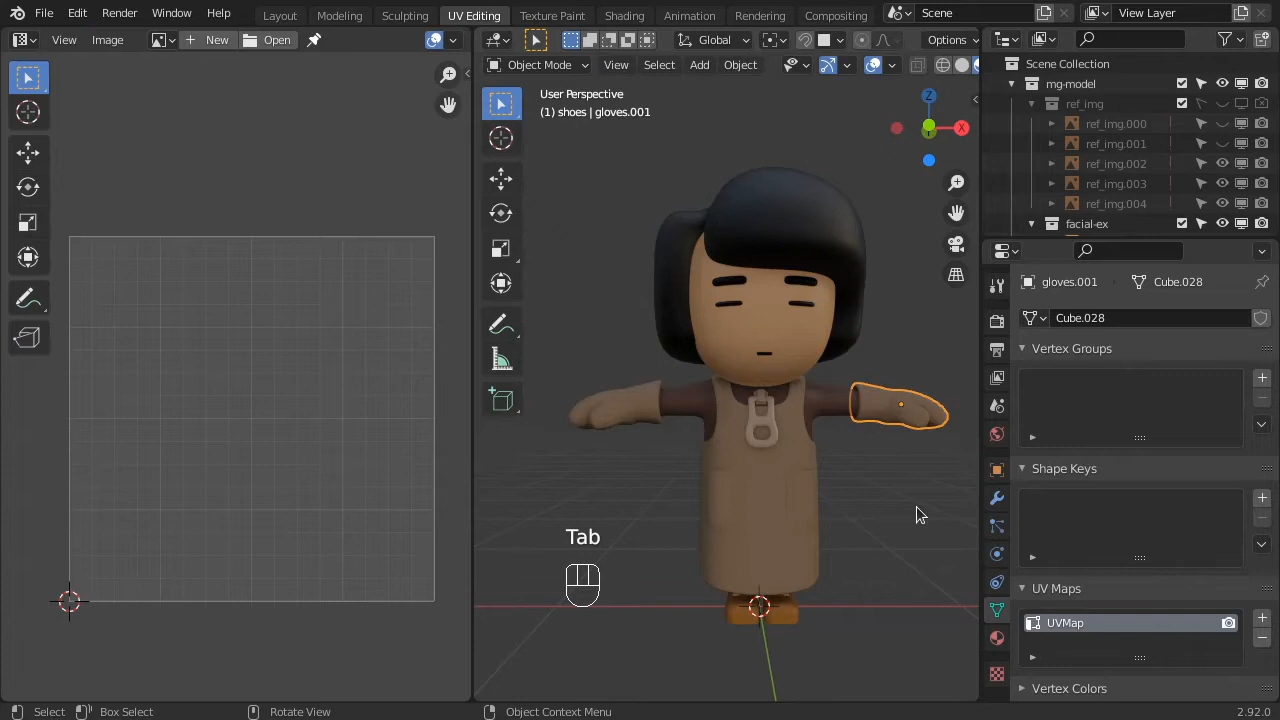 File Edit Render Window Help Layout Modeling Sculpting UV Editing Texture Paint Shading Animation Rendering Compositing Scene View Layer
View Image New Open Global Options
Object Mode View Select Add Object
User Perspective
(1) shoes | gloves.001
Z
X
Tab
Scene Collection
mg-model
ref_img
ref_img.000
ref_img.001
ref_img.002
ref_img.003
ref_img.004
facial-ex
gloves.001 Cube.028
Cube.028
Vertex Groups
Shape Keys
UV Maps
UVMap
Vertex Colors
Select Box Select Rotate View Object Context Menu 2.92.0